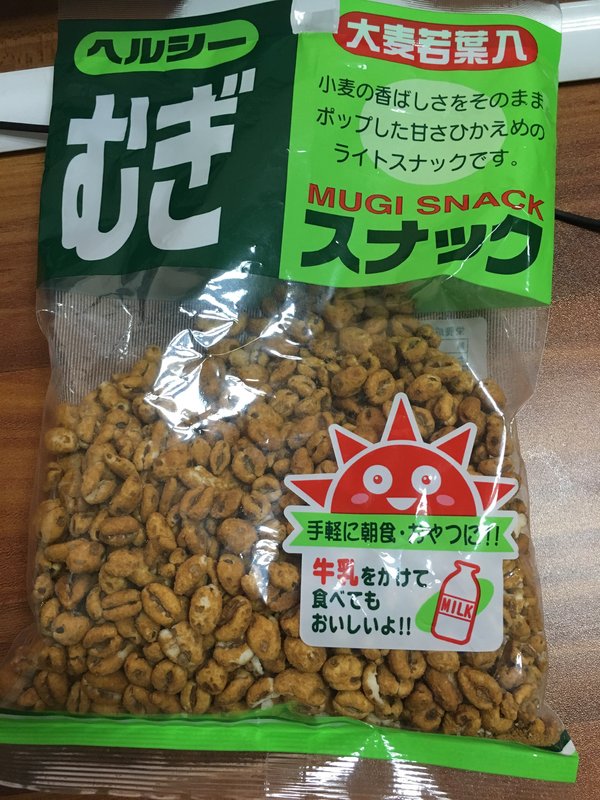 ヘルシー
むぎ
大麦若葉入
小麦の香ばしさをそのまま
ポップした甘さひかえめの
ライトスナックです。
MUGI SNACK
スナック
手軽に朝食・おやつに!!
牛乳をかけて
食べても
おいしいよ!!
MILK